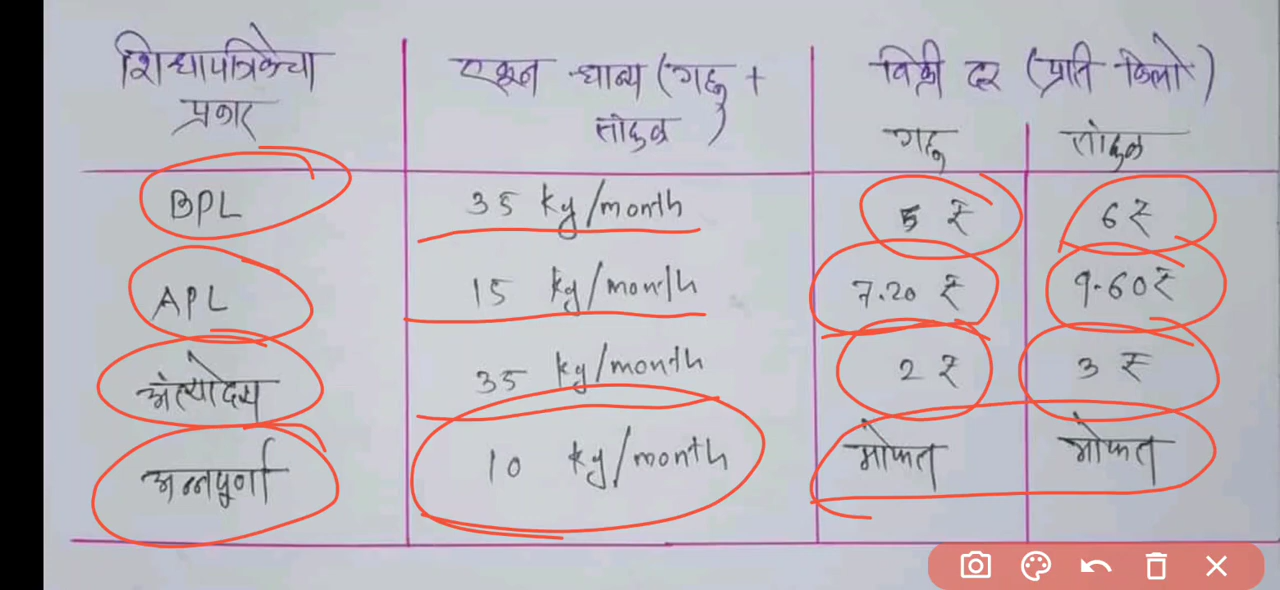 शिधापत्रिकेचा प्रकार
एकूण धान्य (गहू + तांदुळ)
विक्री दर (प्रति किलो)
गहू तांदुळ
BPL 35 kg/month 5 ₹ 6 ₹
APL 15 kg/month 7.20 ₹ 9.60 ₹
अंत्योदय 35 kg/month 2 ₹ 3 ₹
अन्नपुर्णा 10 kg/month मोफत मोफत